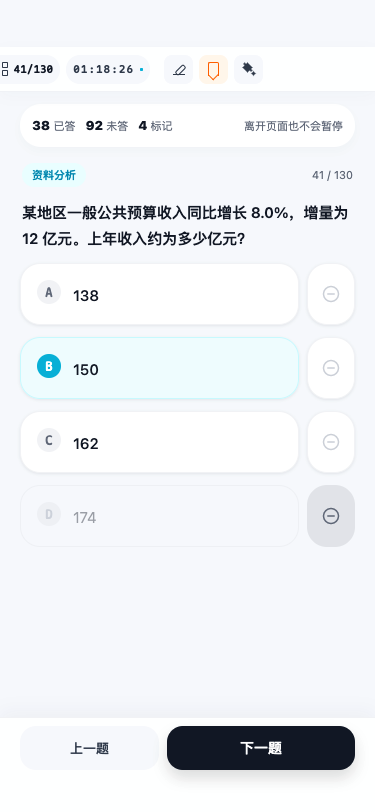 41/130 01:18:26
38 已答 92 未答 4 标记 离开页面也不会暂停
资料分析 41 / 130
某地区一般公共预算收入同比增长 8.0%，增量为
12 亿元。上年收入约为多少亿元？
A 138
B 150
C 162
D 174
上一题 下一题